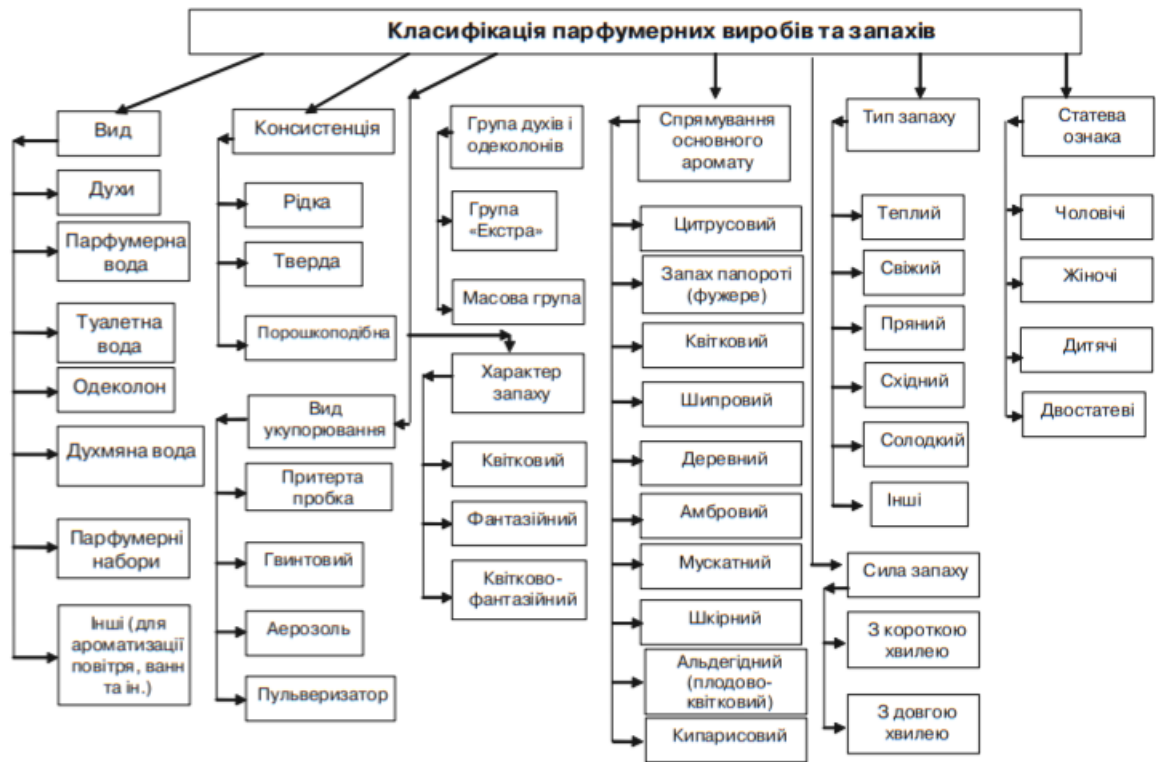 Класифікація парфумерних виробів та запахів
Вид
Духи
Парфумерна
вода
Туалетна
вода
Одеколон
Духмяна вода
Парфумерні
набори
Інші (для
ароматизації
повітря, ванн
та ін.)
Консистенція
Рідка
Тверда
Порошкоподібна
Вид
укупорювання
Притерта
пробка
Гвинтовий
Аерозоль
Пульверизатор
Група духів і
одеколонів
Група
«Екстра»
Масова група
Характер
запаху
Квітковий
Фантазійний
Квітково-
фантазійний
Спрямування
основного
аромату
Цитрусовий
Запах папороті
(фужере)
Квітковий
Шипровий
Деревний
Амбровий
Мускатний
Шкірний
Альдегідний
(плодово-
квітковий)
Кипарисовий
Тип запаху
Теплий
Свіжий
Пряний
Східний
Солодкий
Інші
Сила запаху
З короткою
хвилею
З довгою
хвилею
Статева
ознака
Чоловічі
Жіночі
Дитячі
Двостатеві